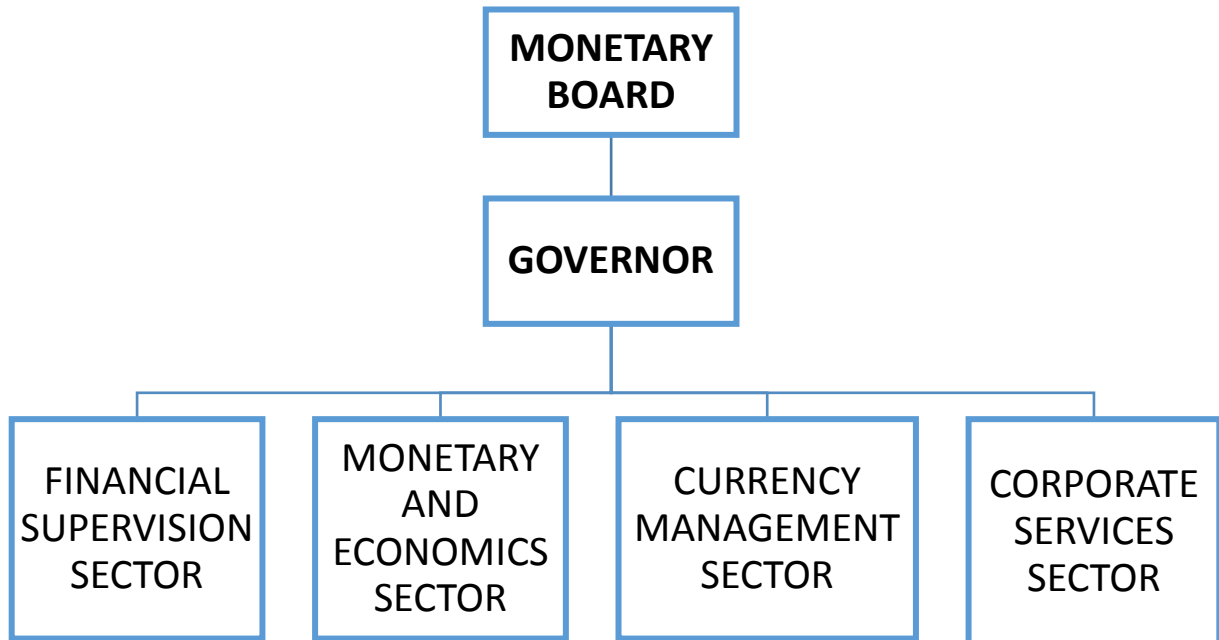 MONETARY
BOARD
GOVERNOR
FINANCIAL
SUPERVISION
SECTOR
MONETARY
AND
ECONOMICS
SECTOR
CURRENCY
MANAGEMENT
SECTOR
CORPORATE
SERVICES
SECTOR